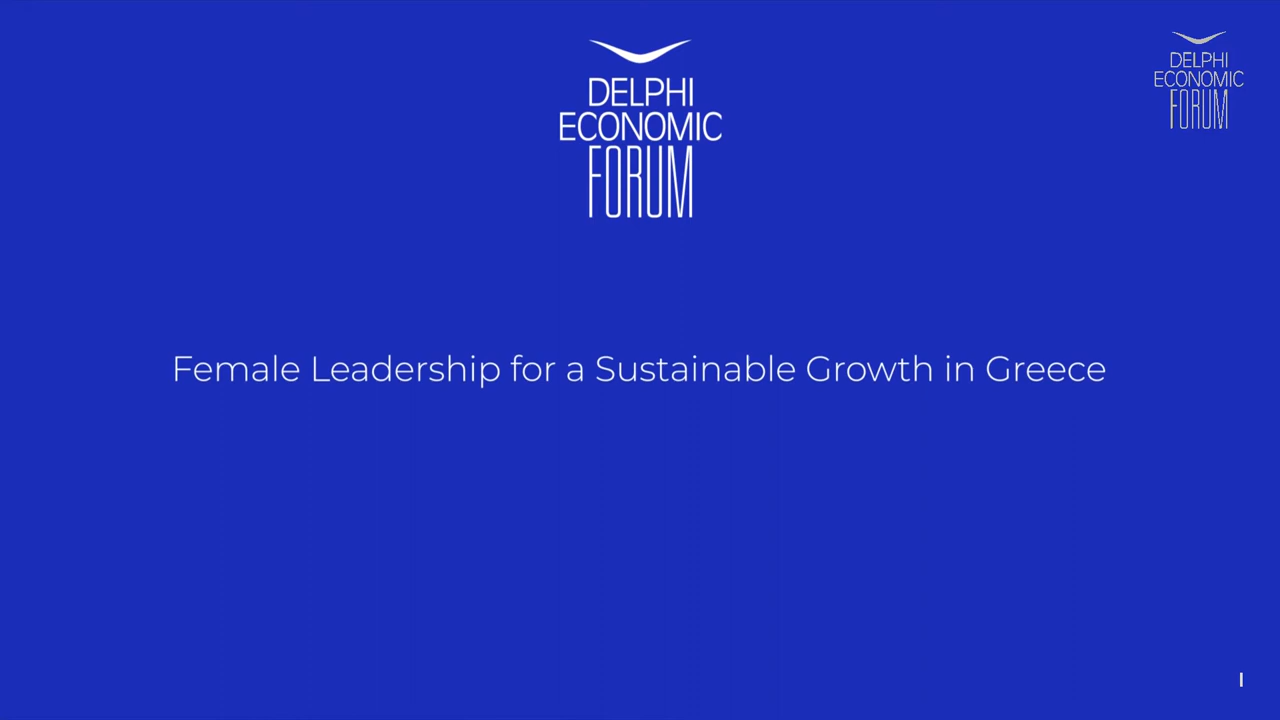 DELPHI
ECONOMIC
FORUM
DELPHI
ECONOMIC
FORUM
Female Leadership for a Sustainable Growth in Greece